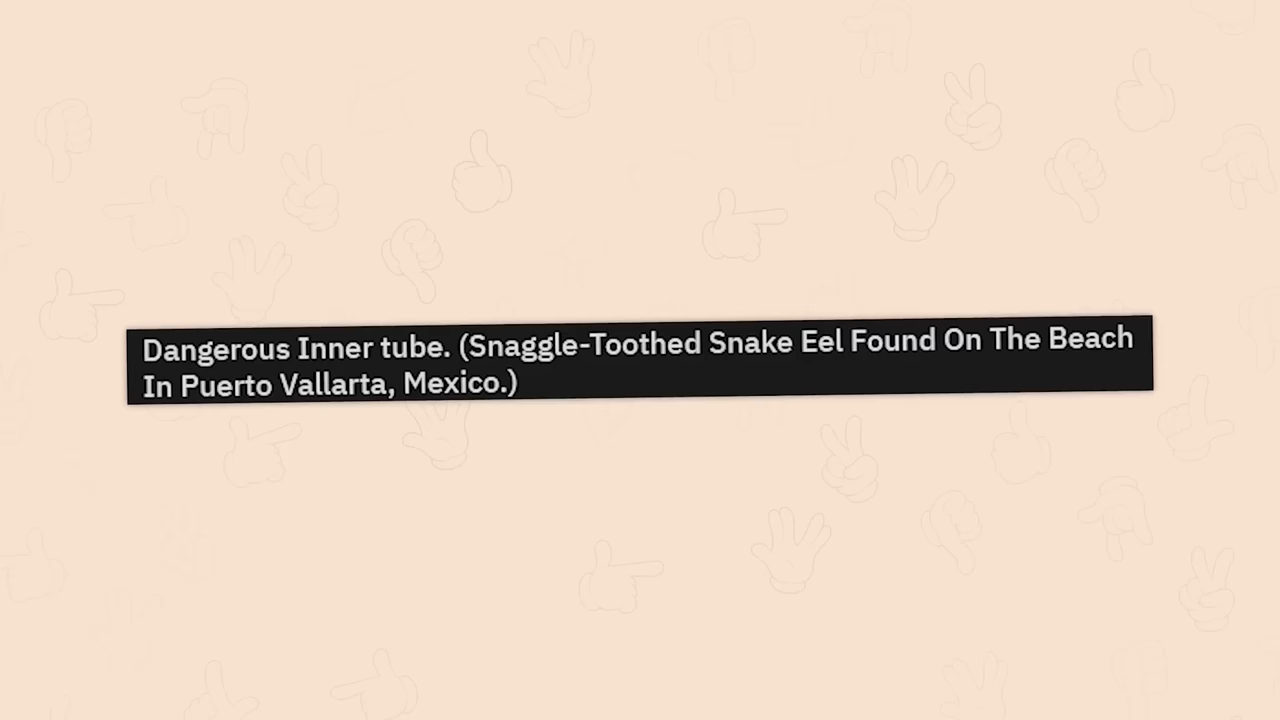 Dangerous Inner tube. (Snaggle-Toothed Snake Eel Found On The Beach
In Puerto Vallarta, Mexico.)